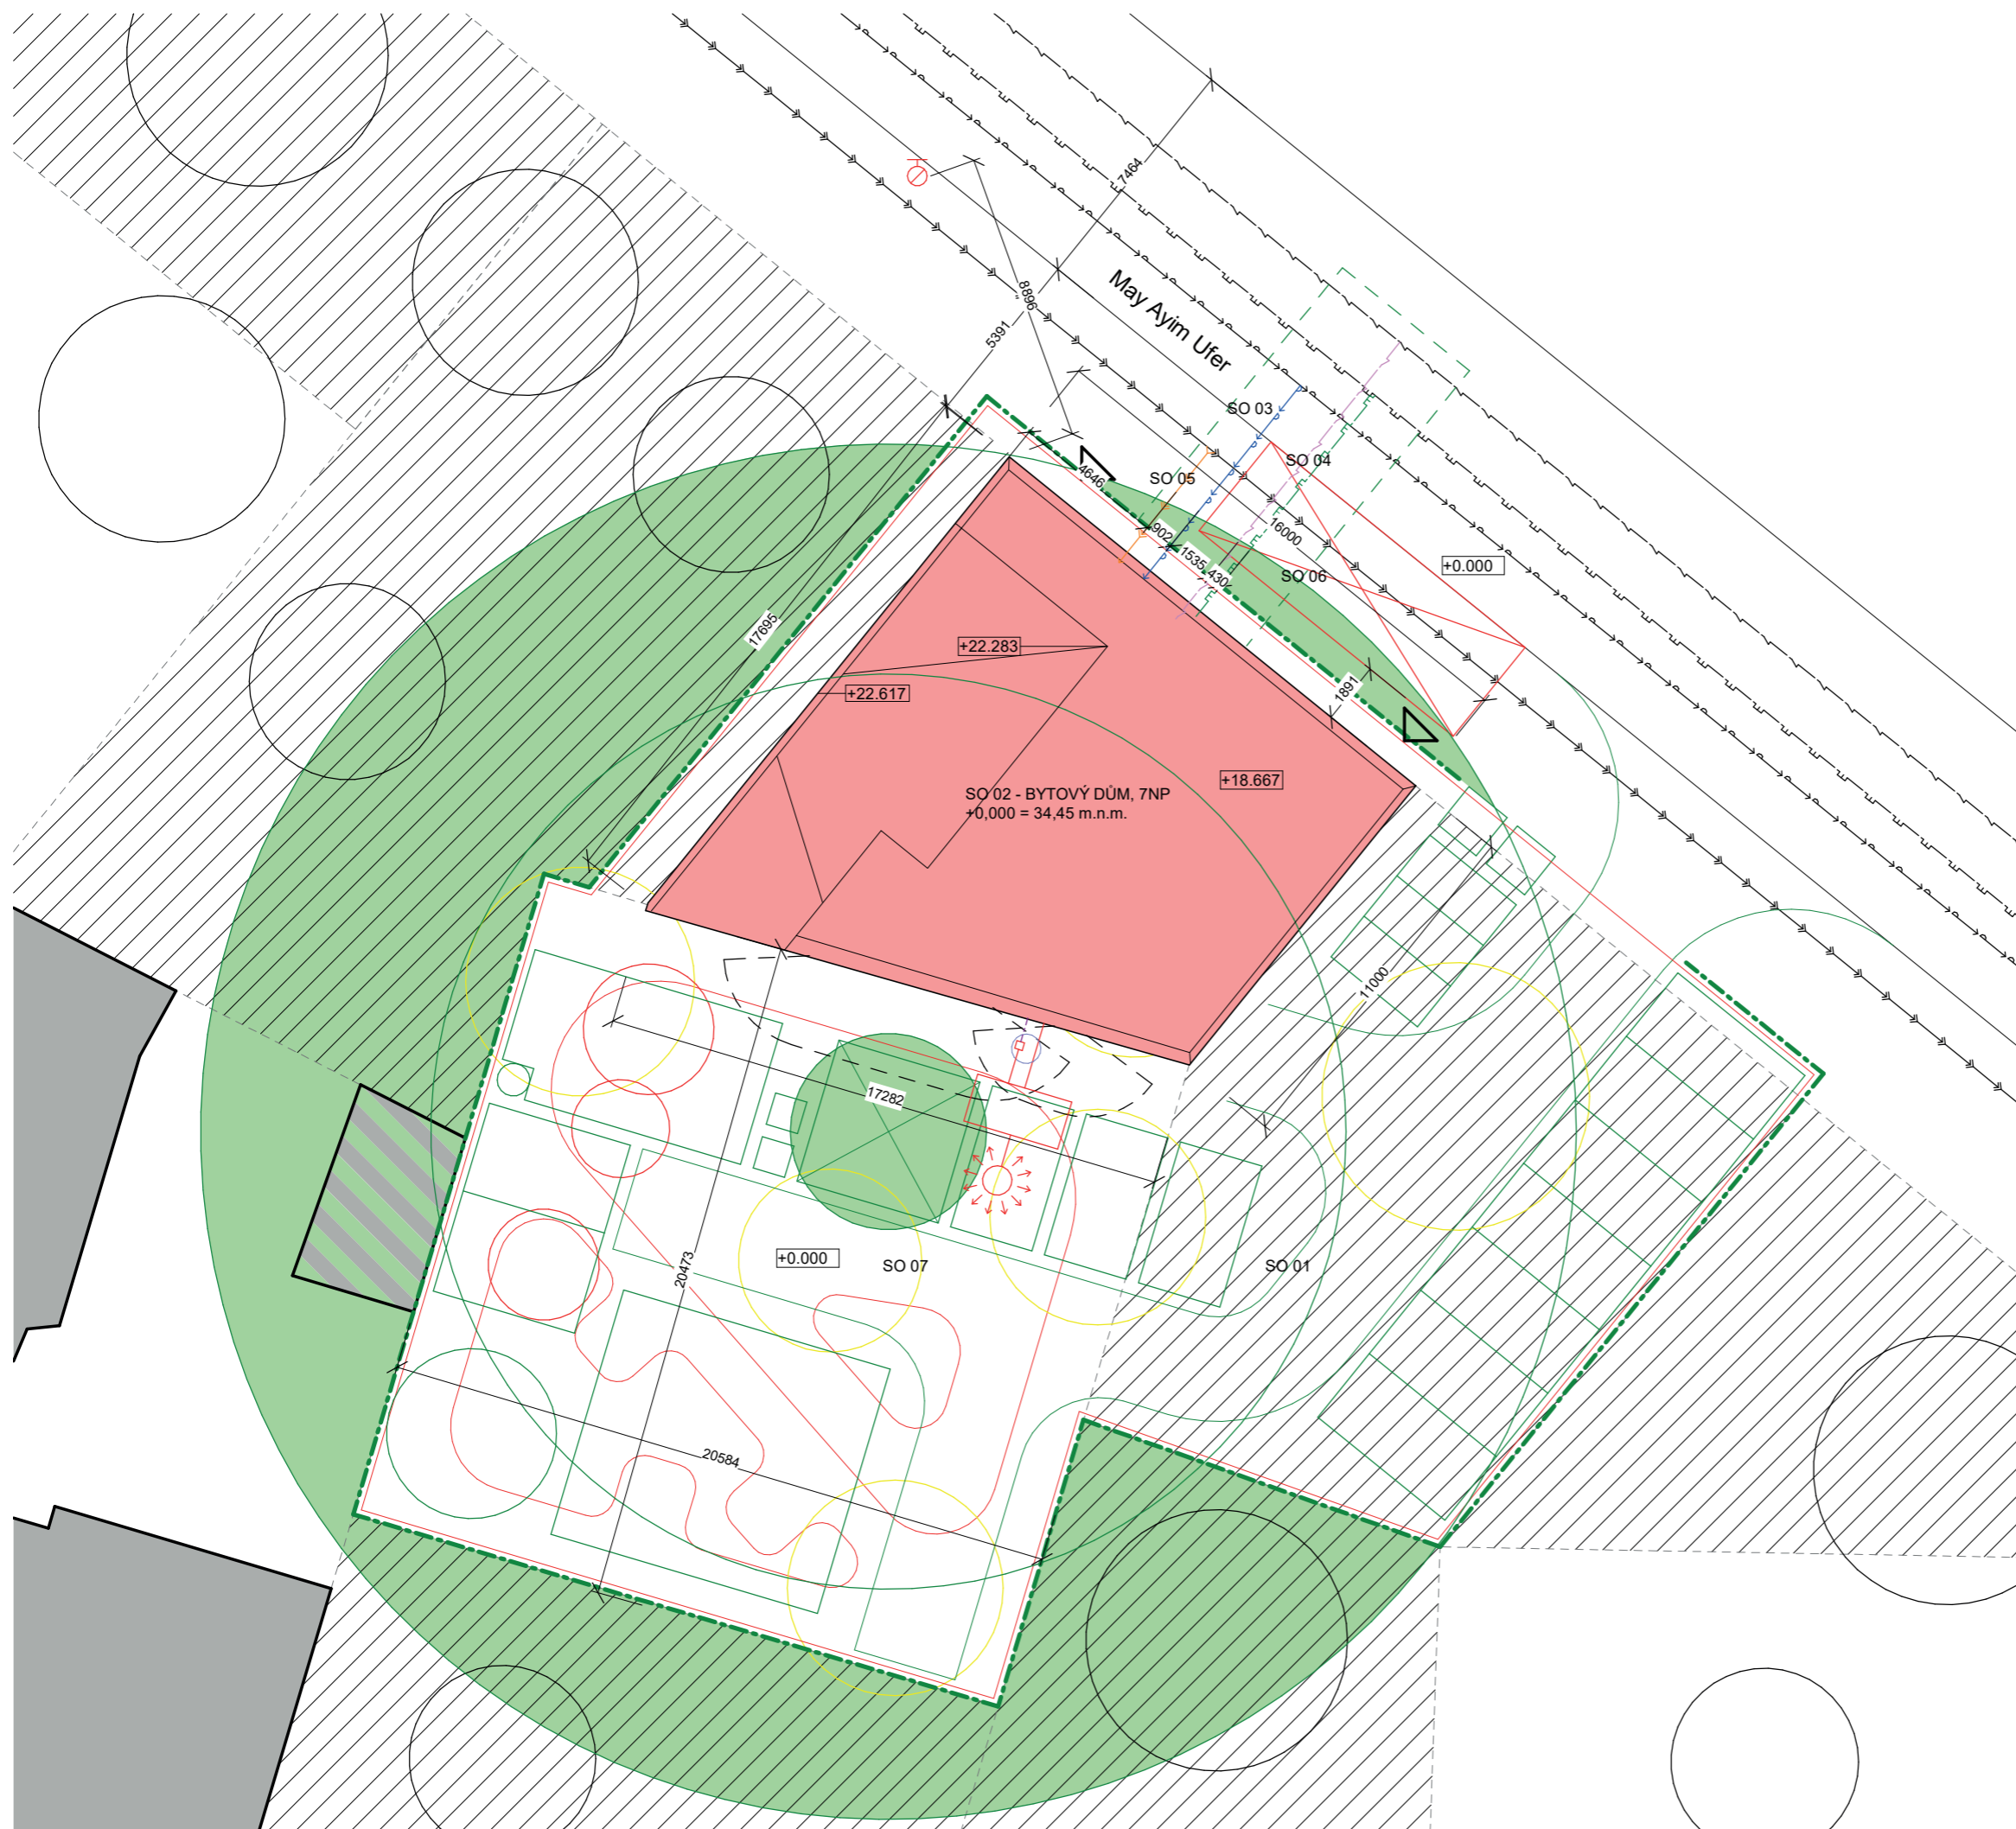 7464
8896
5391
May Ayim Ufer
SO 03
SO 04
SO 05
4646
902
16000
1535
430
SO 06
+0.000
17695
+22.283
+22.617
1891
+18.667
SO 02 - BYTOVÝ DŮM, 7NP
+0,000 = 34,45 m.n.m.
11000
17282
+0.000
SO 07
SO 01
20473
20584